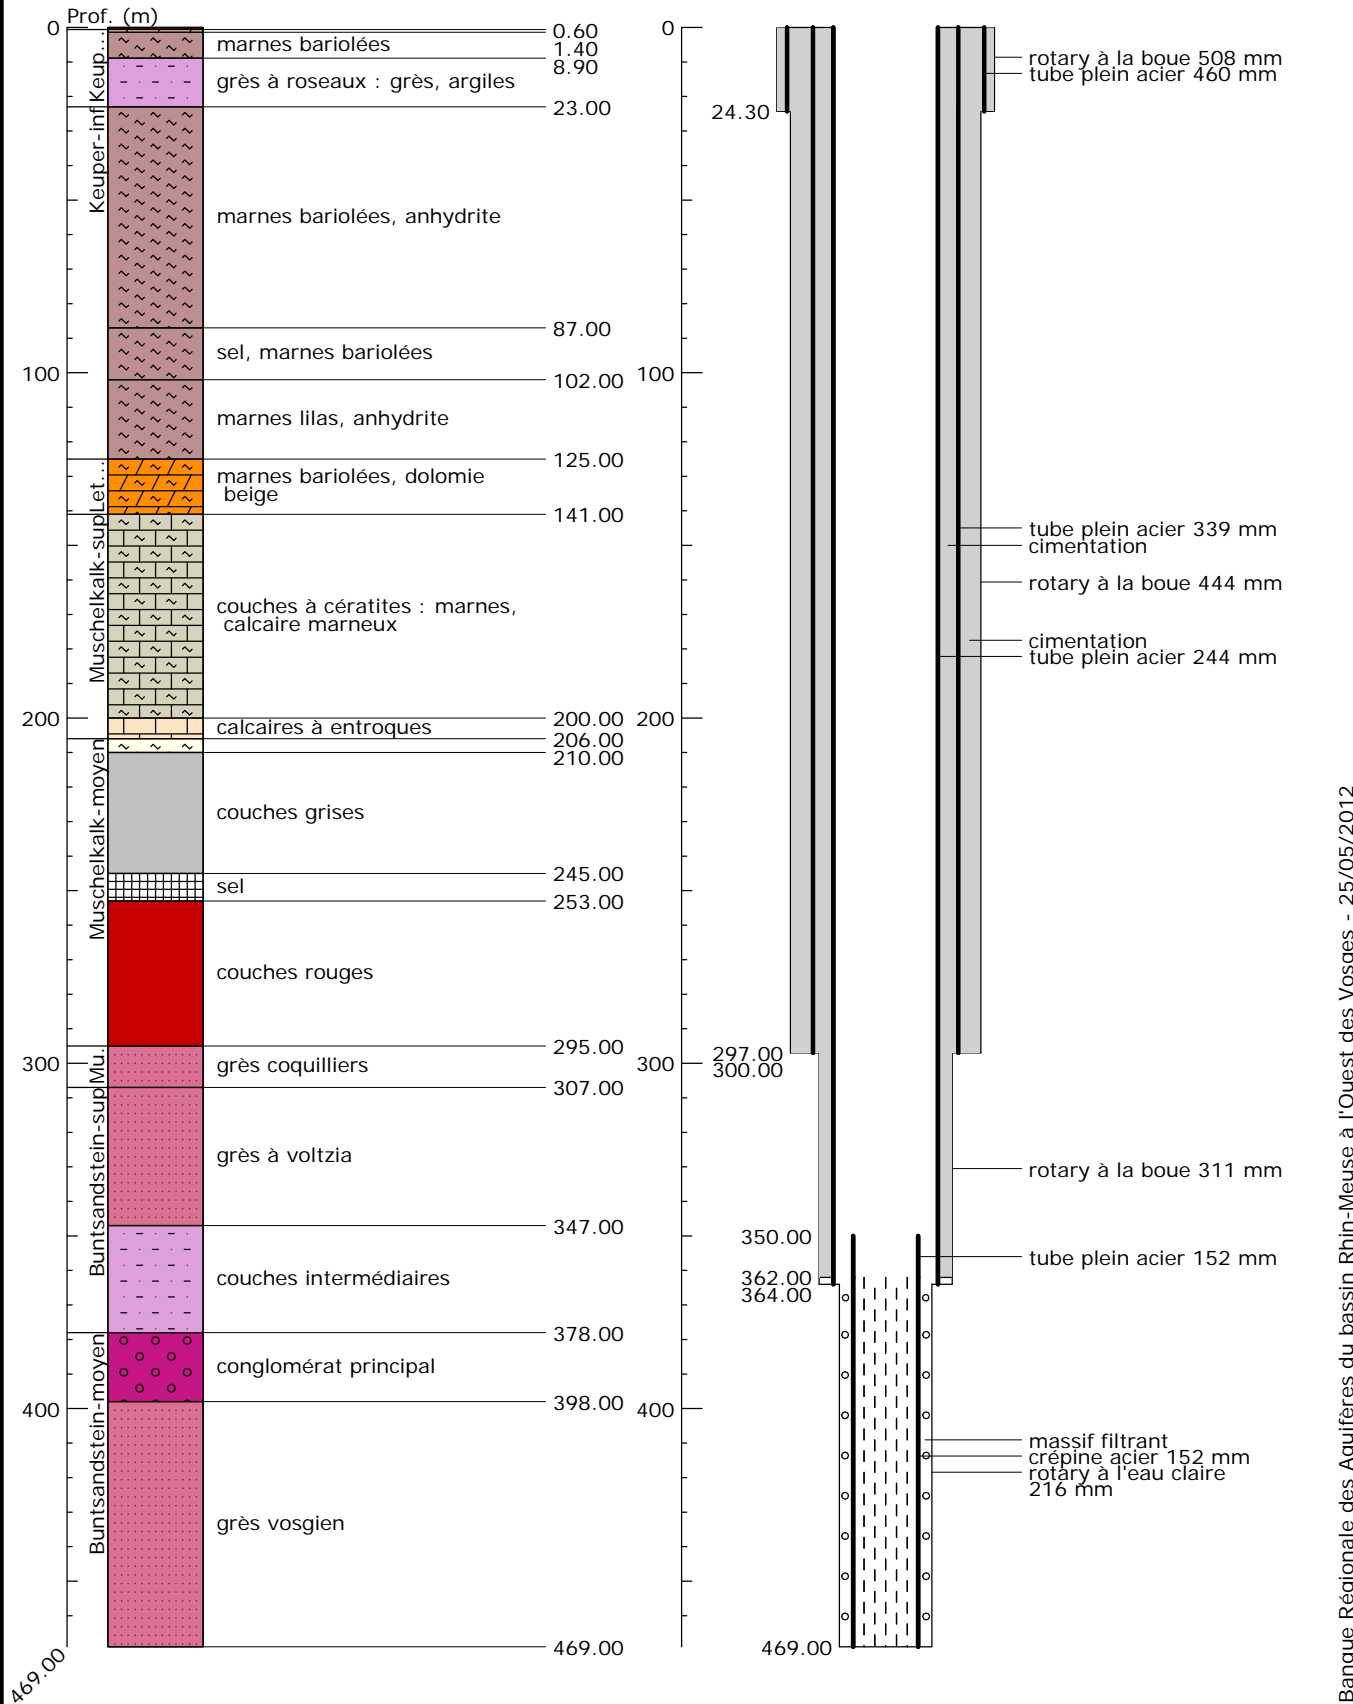 Prof. (m)
0
0.60
marnes bariolées
1.40
8.90
grès à roseaux : grès, argiles
23.00
marnes bariolées, anhydrite
87.00
sel, marnes bariolées
100
102.00
marnes lilas, anhydrite
125.00
marnes bariolées, dolomie
beige
141.00
couches à cératites : marnes,
calcaire marneux
200
200.00
calcaires à entroques
206.00
210.00
couches grises
245.00
sel
253.00
couches rouges
295.00
300
grès coquilliers
307.00
grès à voltzia
347.00
couches intermédiaires
378.00
conglomérat principal
398.00
400
grès vosgien
469.00
469.00
Keup...
Keuper-inf
Let...
Muschelkalk-sup
Muschelkalk-moyen
Mu.
Buntsandstein-sup
Buntsandstein-moyen
0
rotary à la boue 508 mm
tube plein acier 460 mm
24.30
100
tube plein acier 339 mm
cimentation
rotary à la boue 444 mm
cimentation
tube plein acier 244 mm
200
297.00
300
300.00
rotary à la boue 311 mm
350.00
tube plein acier 152 mm
362.00
364.00
400
massif filtrant
crépine acier 152 mm
rotary à l'eau claire
216 mm
469.00
Banque Régionale des Aquifères du bassin Rhin-Meuse à l'Ouest des Vosges - 25/05/2012